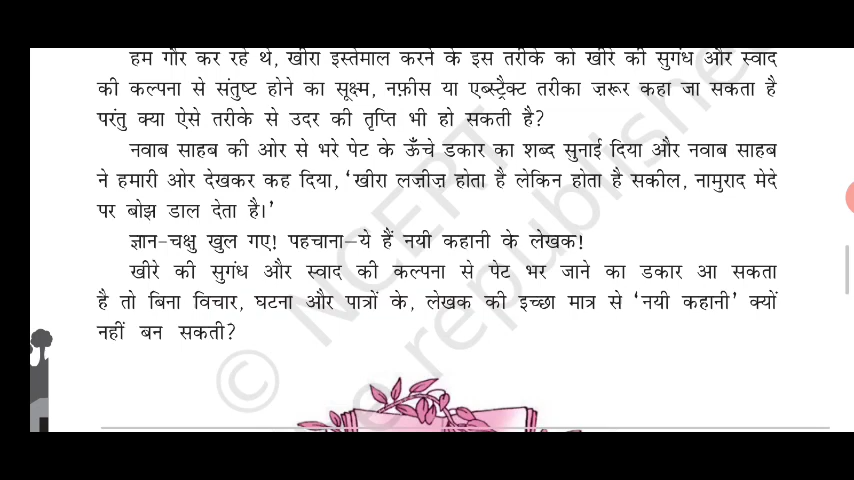 हम गौर कर रहे थे, खीरा इस्तेमाल करने के इस तरीके को खीरे की सुगंध और स्वाद
की कल्पना से संतुष्ट होने का सूक्ष्म, नफ़ीस या एब्स्ट्रैक्ट तरीका ज़रूर कहा जा सकता है
परंतु क्या ऐसे तरीके से उदर की तृप्ति भी हो सकती है?
नवाब साहब की ओर से भरे पेट के ऊँचे डकार का शब्द सुनाई दिया और नवाब साहब
ने हमारी ओर देखकर कह दिया, 'खीरा लज़ीज़ होता है लेकिन होता है सकील, नामुराद मेदे
पर बोझ डाल देता है।'
ज्ञान-चक्षु खुल गए! पहचाना—ये हैं नयी कहानी के लेखक!
खीरे की सुगंध और स्वाद की कल्पना से पेट भर जाने का डकार आ सकता
है तो बिना विचार, घटना और पात्रों के, लेखक की इच्छा मात्र से 'नयी कहानी' क्यों
नहीं बन सकती?
© NCERT
e republishe